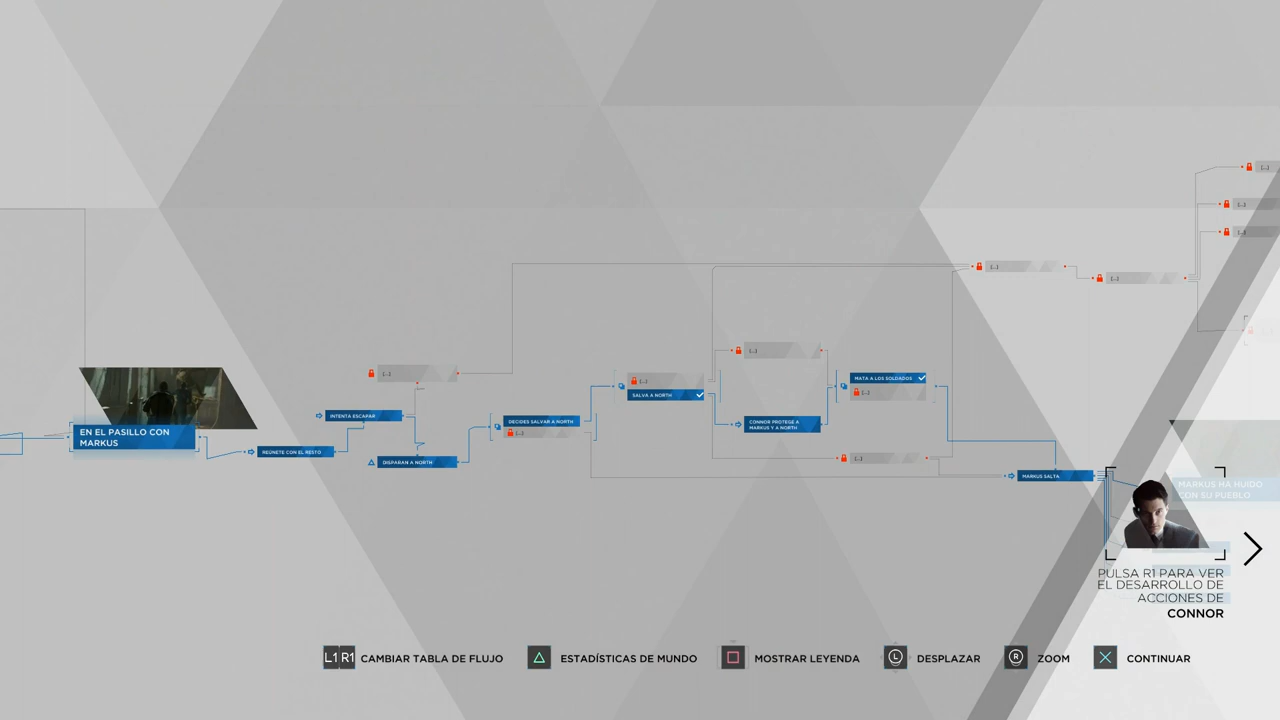 [...]
[...]
[...]
[...]
[...]
[...]
[...]
MATA A LOS SOLDADOS
[...]
[...]
SALVA A NORTH
[...]
INTENTA ESCAPAR
DECIDES SALVAR A NORTH
[...]
CONNOR PROTEGE A
MARKUS Y A NORTH
EN EL PASILLO CON
MARKUS
REÚNETE CON EL RESTO
DISPARAN A NORTH
[...]
MARKUS SALTA
MARKUS HA HUIDO
CON SU PUEBLO
PULSA R1 PARA VER
EL DESARROLLO DE
ACCIONES DE
CONNOR
L1 R1 CAMBIAR TABLA DE FLUJO
ESTADÍSTICAS DE MUNDO
MOSTRAR LEYENDA
L DESPLAZAR
R ZOOM
CONTINUAR